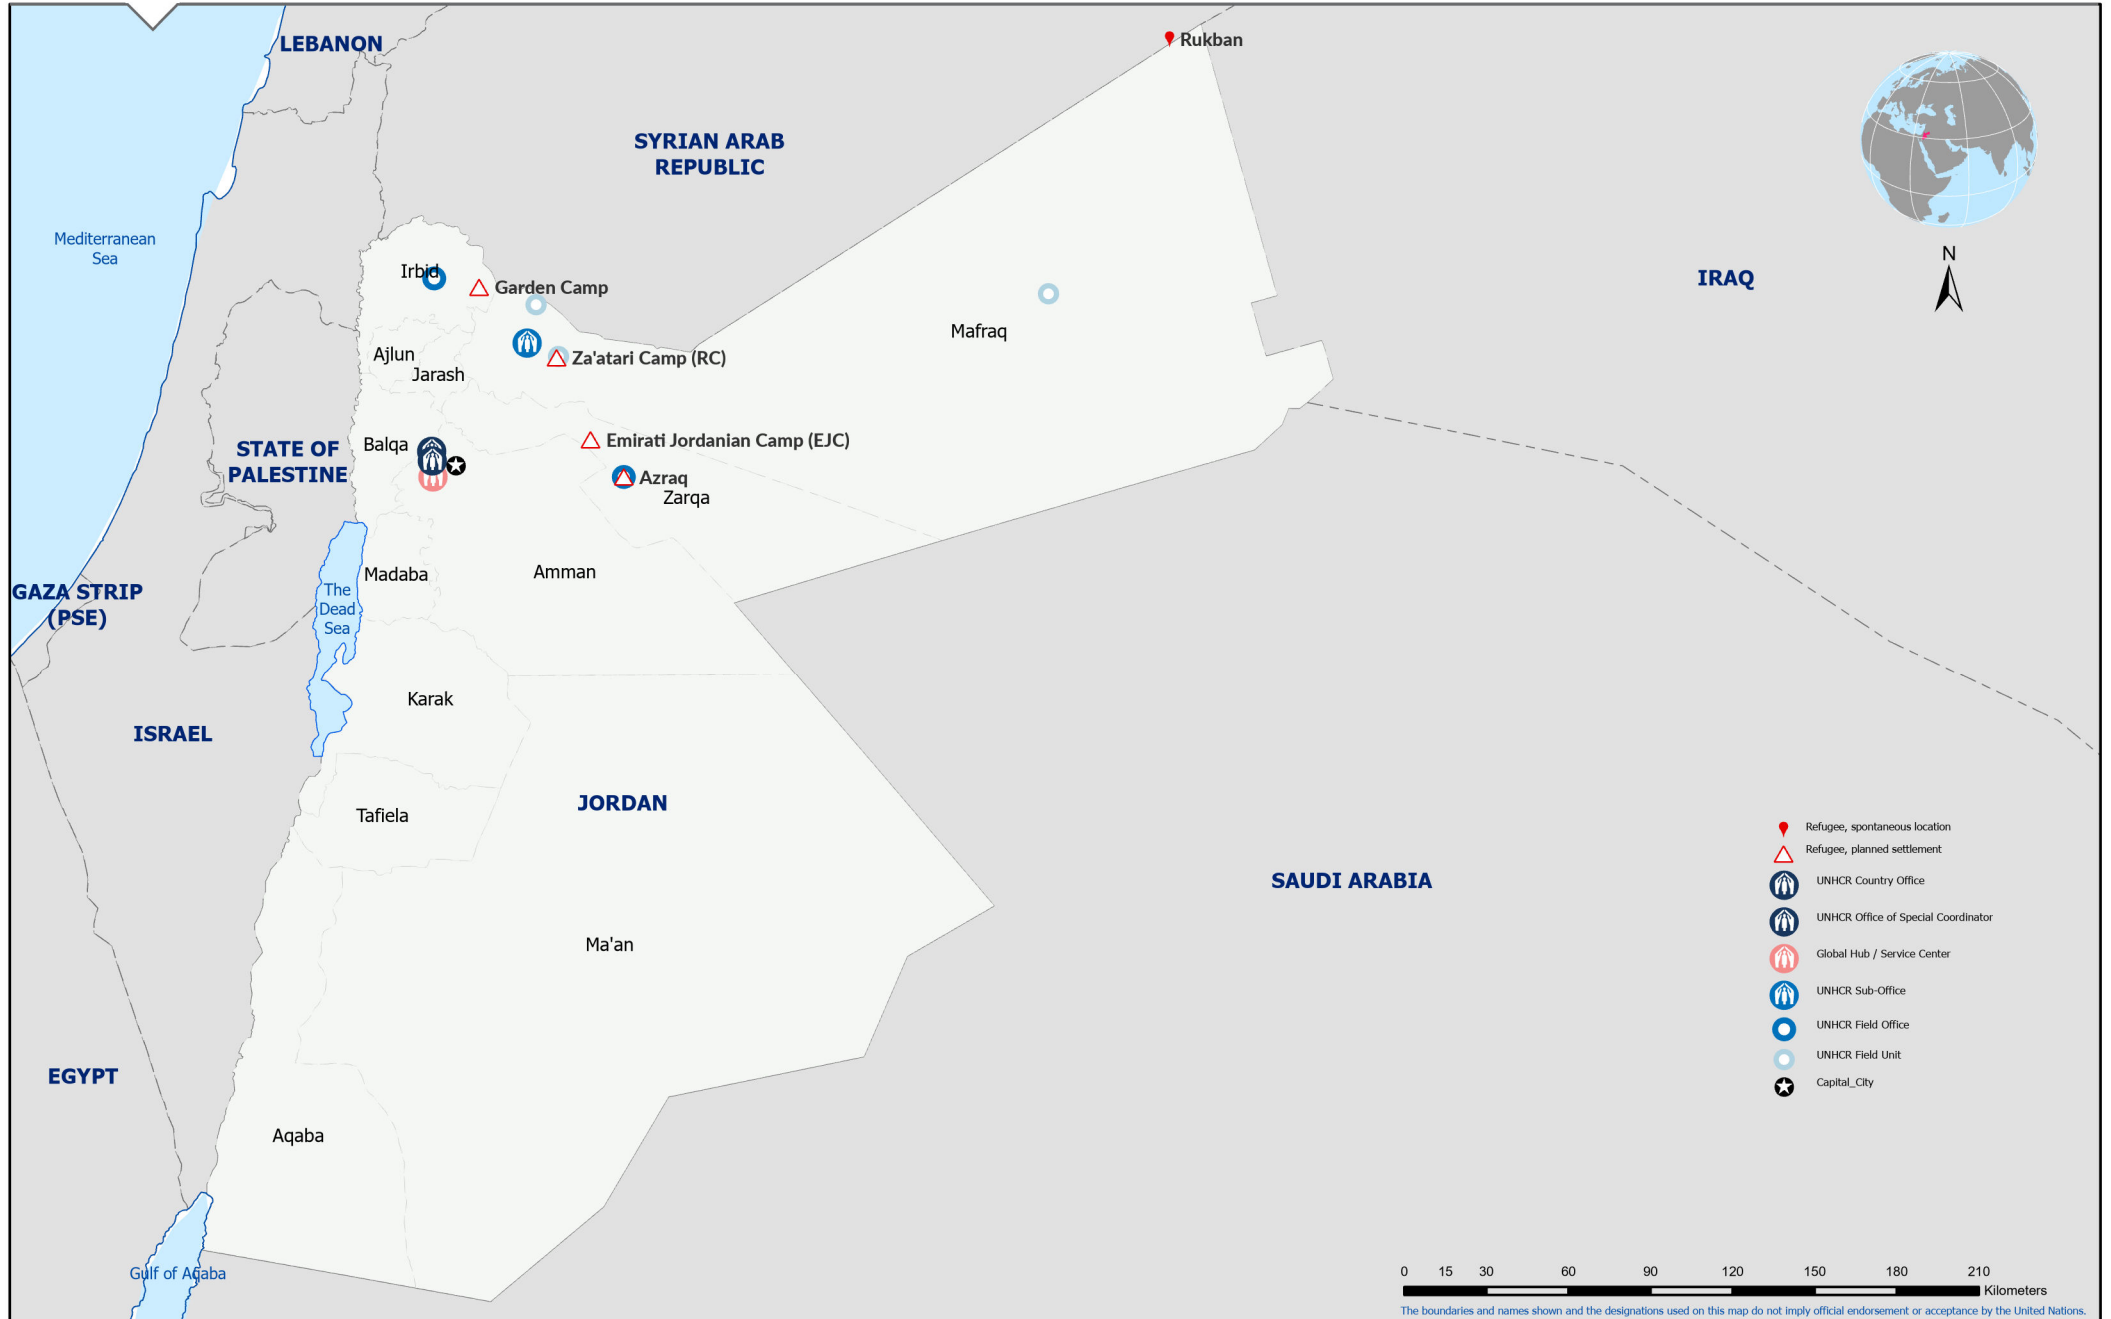 LEBANON
Rukban
SYRIAN ARAB
REPUBLIC
Mediterranean
Sea
N
IRAQ
Irbid
Garden Camp
Mafraq
Ajlun
Jarash
Za'atari Camp (RC)
Balqa
STATE OF
PALESTINE
Emirati Jordanian Camp (EJC)
Azraq
Zarqa
GAZA STRIP
(PSE)
The
Dead
Sea
Madaba
Amman
Karak
ISRAEL
Tafiela
JORDAN
SAUDI ARABIA
Ma'an
EGYPT
Aqaba
Gulf of Aqaba
Refugee, spontaneous location
Refugee, planned settlement
UNHCR Country Office
UNHCR Office of Special Coordinator
Global Hub / Service Center
UNHCR Sub-Office
UNHCR Field Office
UNHCR Field Unit
Capital_City
0 15 30 60 90 120 150 180 210
Kilometers
The boundaries and names shown and the designations used on this map do not imply official endorsement or acceptance by the United Nations.